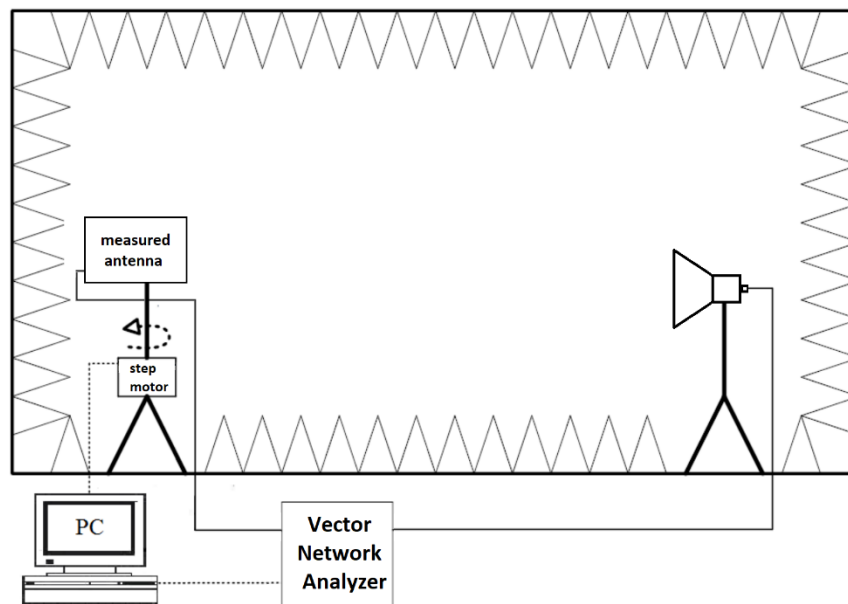 measured
antenna
step
motor
PC
Vector
Network
Analyzer